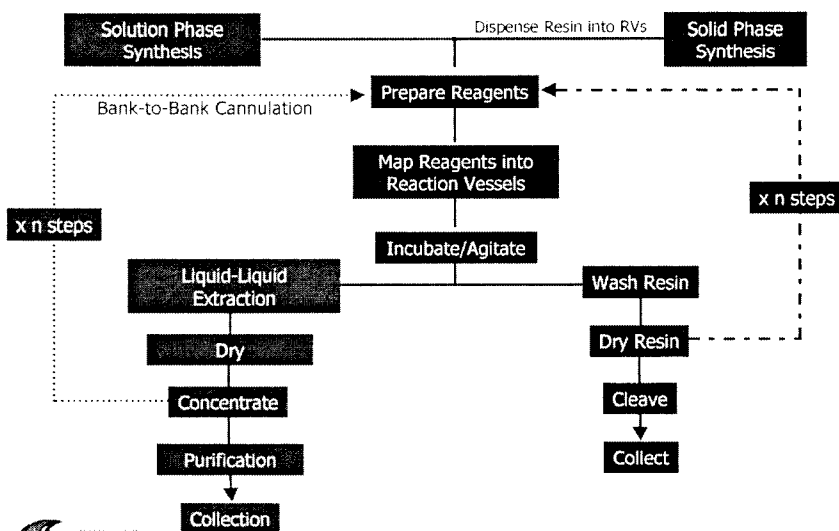 Solution Phase
Synthesis
Dispense Resin into RVs
Solid Phase
Synthesis
Prepare Reagents
Bank-to-Bank Cannulation
Map Reagents into
Reaction Vessels
x n steps
x n steps
Incubate/Agitate
Liquid-Liquid
Extraction
Wash Resin
Dry
Dry Resin
Concentrate
Cleave
Purification
Collect
Collection